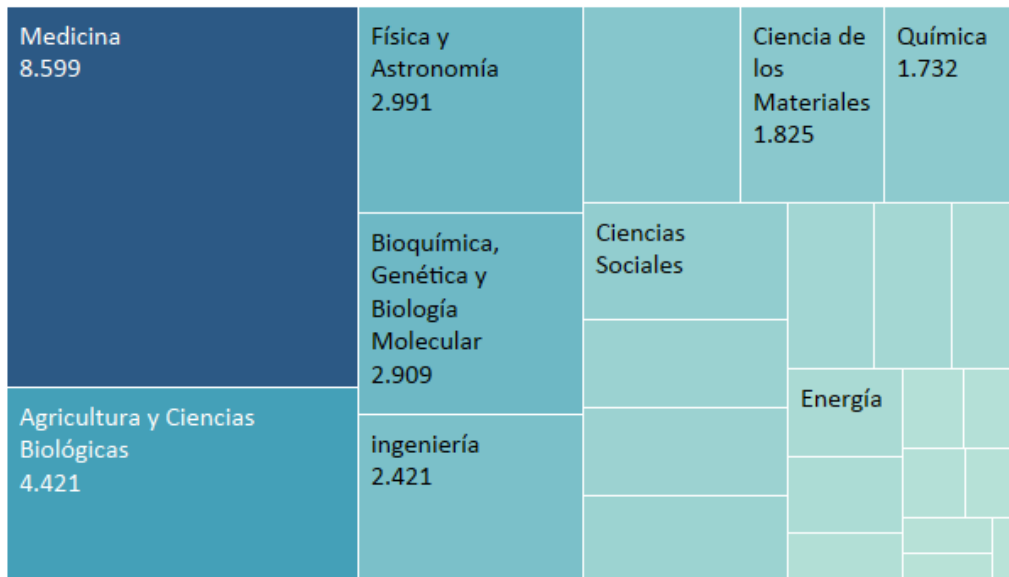 Medicina
8.599
Agricultura y Ciencias
Biológicas
4.421
Física y
Astronomía
2.991
Bioquímica,
Genética y
Biología
Molecular
2.909
ingeniería
2.421
Ciencia de
los
Materiales
1.825
Química
1.732
Ciencias
Sociales
Energía